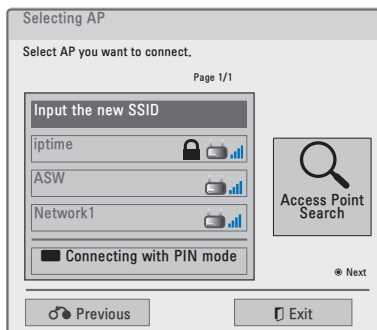 Selecting AP
Select AP you want to connect.
Page 1/1
Input the new SSID
iptime
ASW
Network1
Connecting with PIN mode
Access Point
Search
Next
Previous
Exit